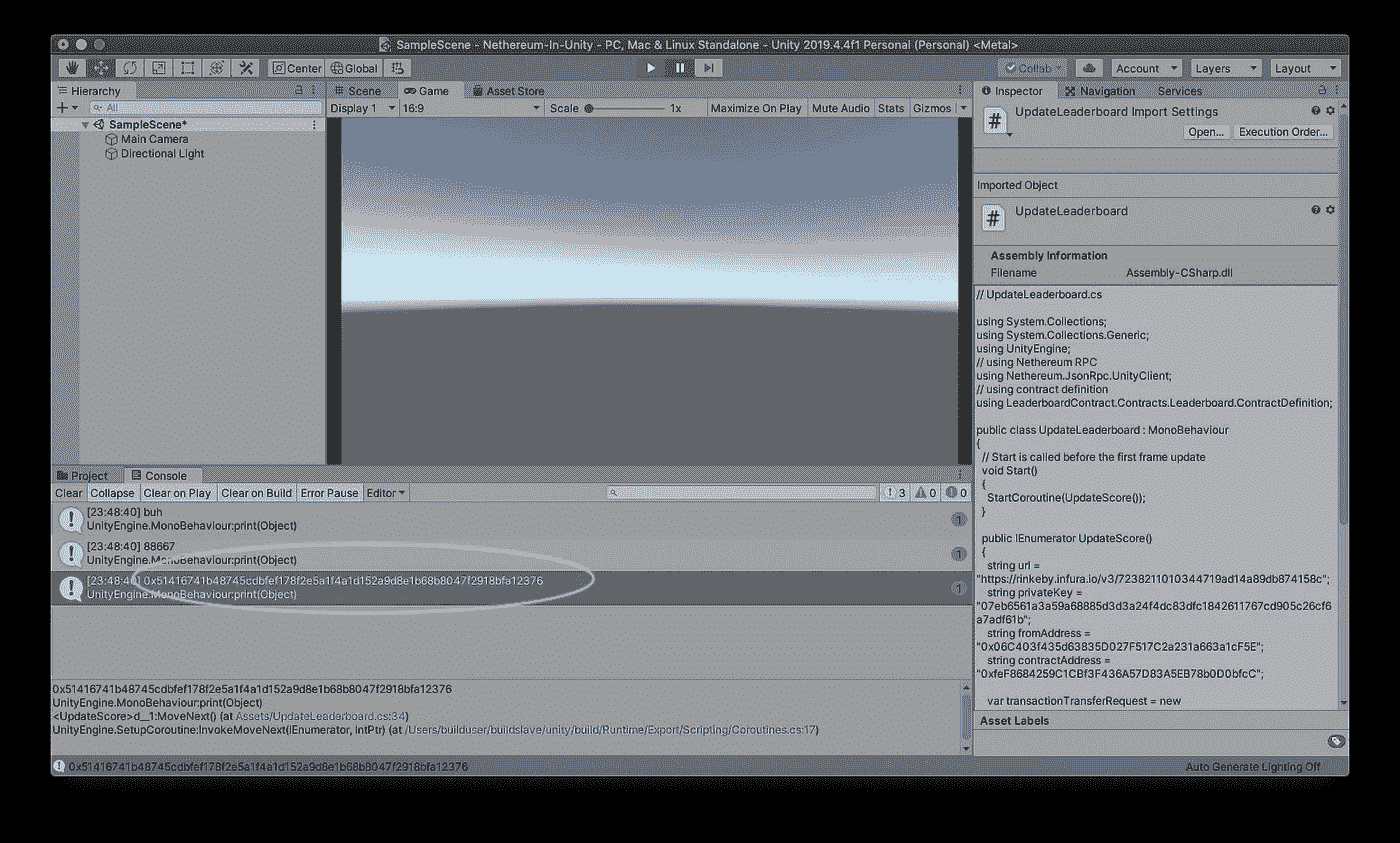 SampleScene - Nethereum-In-Unity - PC, Mac & Linux Standalone - Unity 2019.4.4f1 Personal (Personal) <Metal>
Center Global Collab Account Layers Layout
Hierarchy
All
SampleScene*
Main Camera
Directional Light
Scene Game Asset Store
Display 1 16:9 Scale 1x Maximize On Play Mute Audio Stats Gizmos
Inspector Navigation Services
UpdateLeaderboard Import Settings
Open... Execution Order...
Imported Object
UpdateLeaderboard
Assembly Information
Filename Assembly-CSharp.dll
// UpdateLeaderboard.cs
using System.Collections;
using System.Collections.Generic;
using UnityEngine;
// using Nethereum RPC
using Nethereum.JsonRpc.UnityClient;
// using contract definition
using LeaderboardContract.Contracts.Leaderboard.ContractDefinition;
public class UpdateLeaderboard : MonoBehaviour
{
// Start is called before the first frame update
void Start()
{
StartCoroutine(UpdateScore());
}
public IEnumerator UpdateScore()
{
string url =
"https://rinkeby.infura.io/v3/7238211010344719ad14a89db874158c";
string privateKey =
"07eb6561a3a59a68885d3d3a24f4dc83dfc1842611767cd905c26cf6
a7adf61b";
string fromAddress =
"0x06C403f435d63835D027F517C2a231a663a1cF5E";
string contractAddress =
"0xfeF8684259C1CBf3F436A57D83A5EB78b0D0bfcC";
var transactionTransferRequest = new
Asset Labels
Project Console
Clear Collapse Clear on Play Clear on Build Error Pause Editor 3 0 0
[23:48:40] buh
UnityEngine.MonoBehaviour:print(Object)
1
[23:48:40] 88667
UnityEngine.MonoBehaviour:print(Object)
1
[23:48:40] 0x51416741b48745cdbfef178f2e5a1f4a1d152a9d8e1b68b8047f2918bfa12376
UnityEngine.MonoBehaviour:print(Object)
1
0x51416741b48745cdbfef178f2e5a1f4a1d152a9d8e1b68b8047f2918bfa12376
UnityEngine.MonoBehaviour:print(Object)
<UpdateScore>d__1:MoveNext() (at Assets/UpdateLeaderboard.cs:34)
UnityEngine.SetupCoroutine:InvokeMoveNext(IEnumerator, IntPtr) (at /Users/builduser/buildslave/unity/build/Runtime/Export/Scripting/Coroutines.cs:17)
0x51416741b48745cdbfef178f2e5a1f4a1d152a9d8e1b68b8047f2918bfa12376
Auto Generate Lighting Off